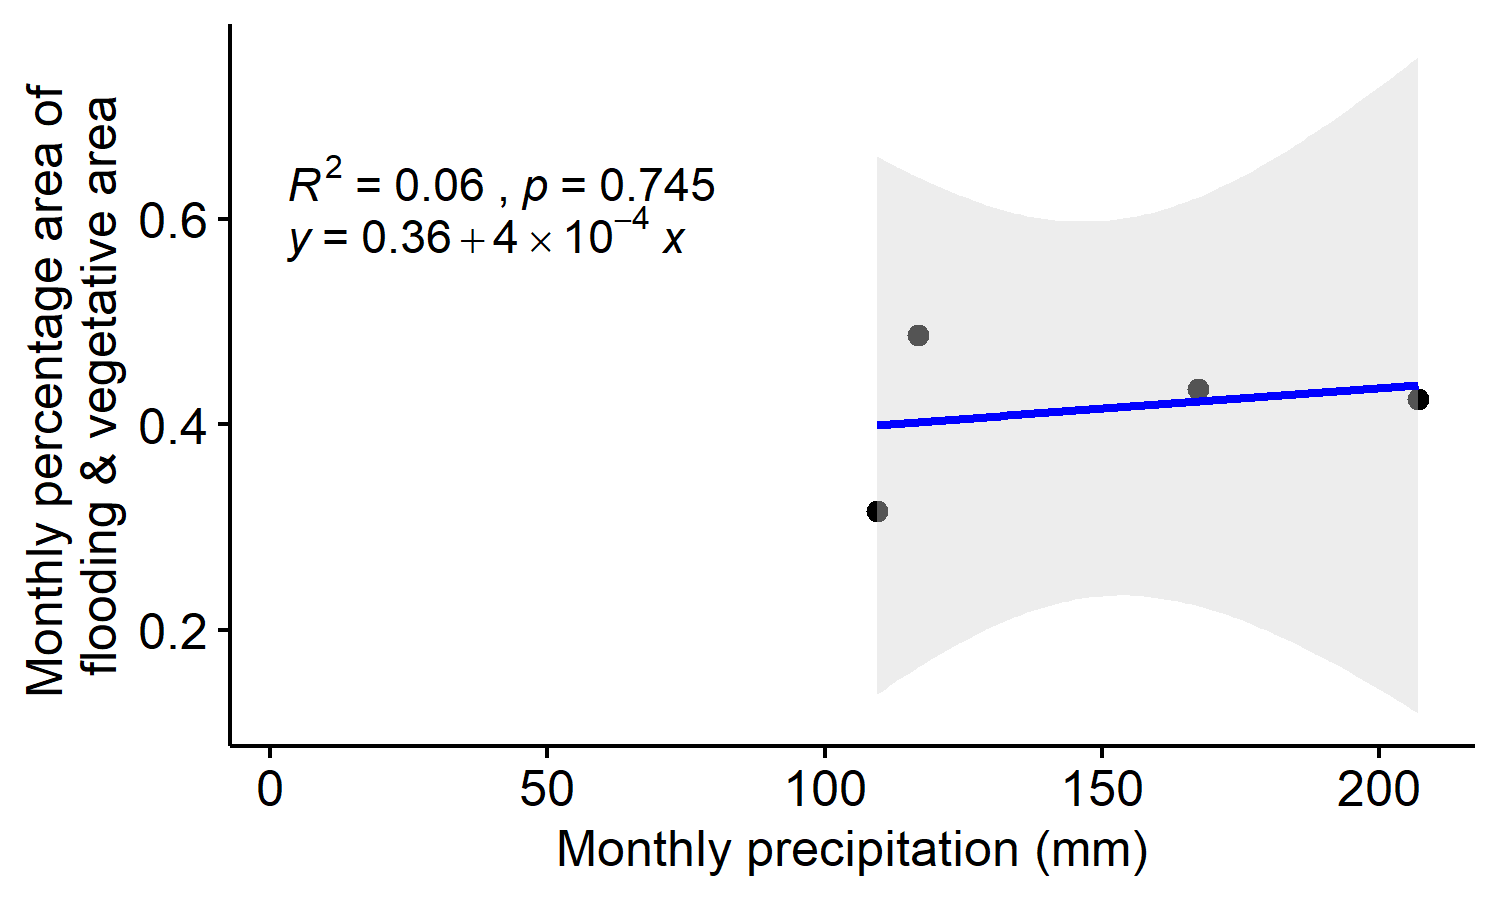 Monthly percentage area of
flooding & vegetative area
R² = 0.06 , p = 0.745
y = 0.36 + 4 × 10⁻⁴ x
0.6
0.4
0.2
0 50 100 150 200
Monthly precipitation (mm)